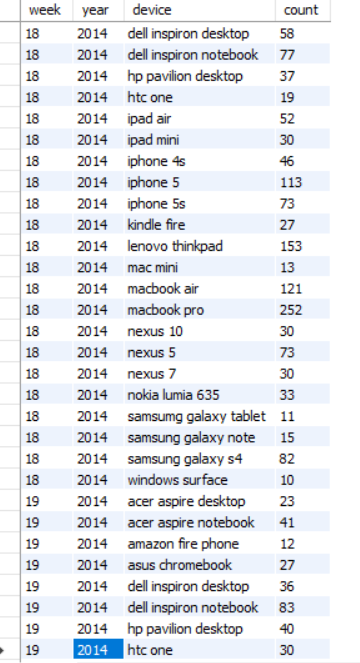 week year device count
18 2014 dell inspiron desktop 58
18 2014 dell inspiron notebook 77
18 2014 hp pavilion desktop 37
18 2014 htc one 19
18 2014 ipad air 52
18 2014 ipad mini 30
18 2014 iphone 4s 46
18 2014 iphone 5 113
18 2014 iphone 5s 73
18 2014 kindle fire 27
18 2014 lenovo thinkpad 153
18 2014 mac mini 13
18 2014 macbook air 121
18 2014 macbook pro 252
18 2014 nexus 10 30
18 2014 nexus 5 73
18 2014 nexus 7 30
18 2014 nokia lumia 635 33
18 2014 samsumg galaxy tablet 11
18 2014 samsung galaxy note 15
18 2014 samsung galaxy s4 82
18 2014 windows surface 10
19 2014 acer aspire desktop 23
19 2014 acer aspire notebook 41
19 2014 amazon fire phone 12
19 2014 asus chromebook 27
19 2014 dell inspiron desktop 36
19 2014 dell inspiron notebook 83
19 2014 hp pavilion desktop 40
19 2014 htc one 30